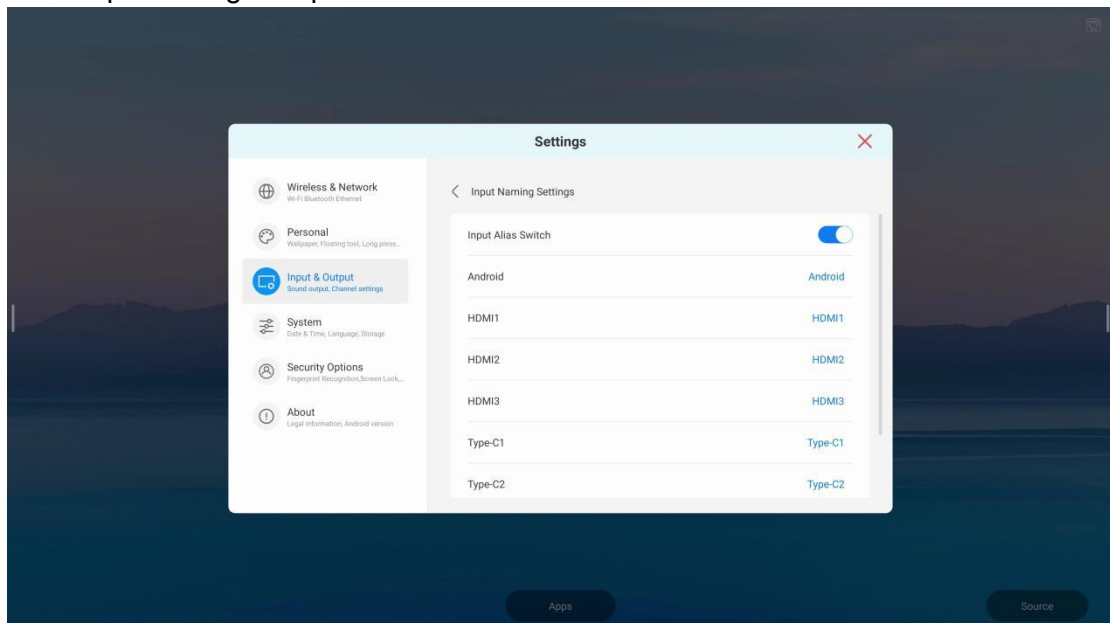 Settings
Wireless & Network
Wi-Fi Bluetooth Ethernet
Personal
Wallpaper, Floating tool, Long press...
Input & Output
Sound output, Channel settings
System
Date & Time, Language, Storage
Security Options
Fingerprint Recognition,Screen Lock,...
About
Legal information, Android version
Input Naming Settings
Input Alias Switch
Android Android
HDMI1 HDMI1
HDMI2 HDMI2
HDMI3 HDMI3
Type-C1 Type-C1
Type-C2 Type-C2
Apps
Source